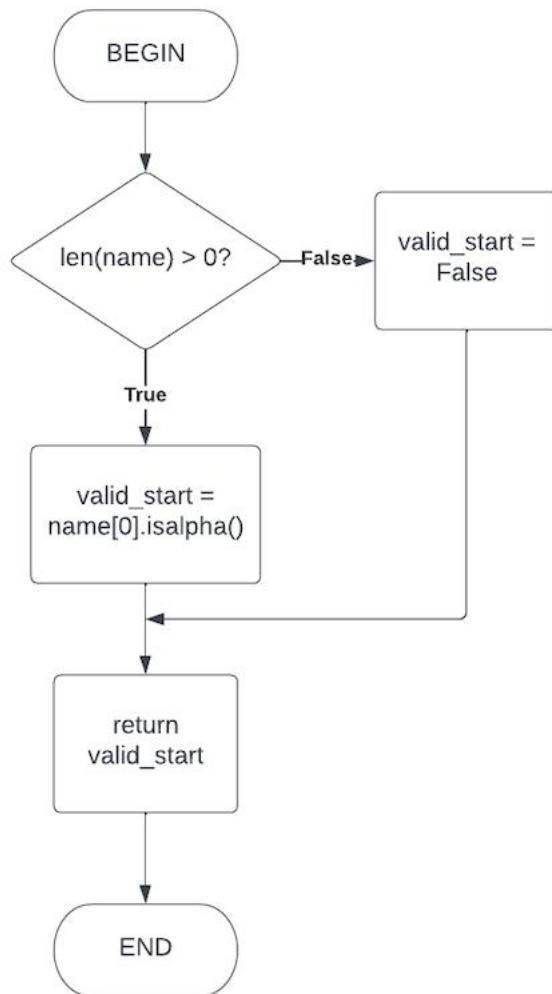 BEGIN
len(name) > 0?
False
valid_start =
False
True
valid_start =
name[0].isalpha()
return
valid_start
END